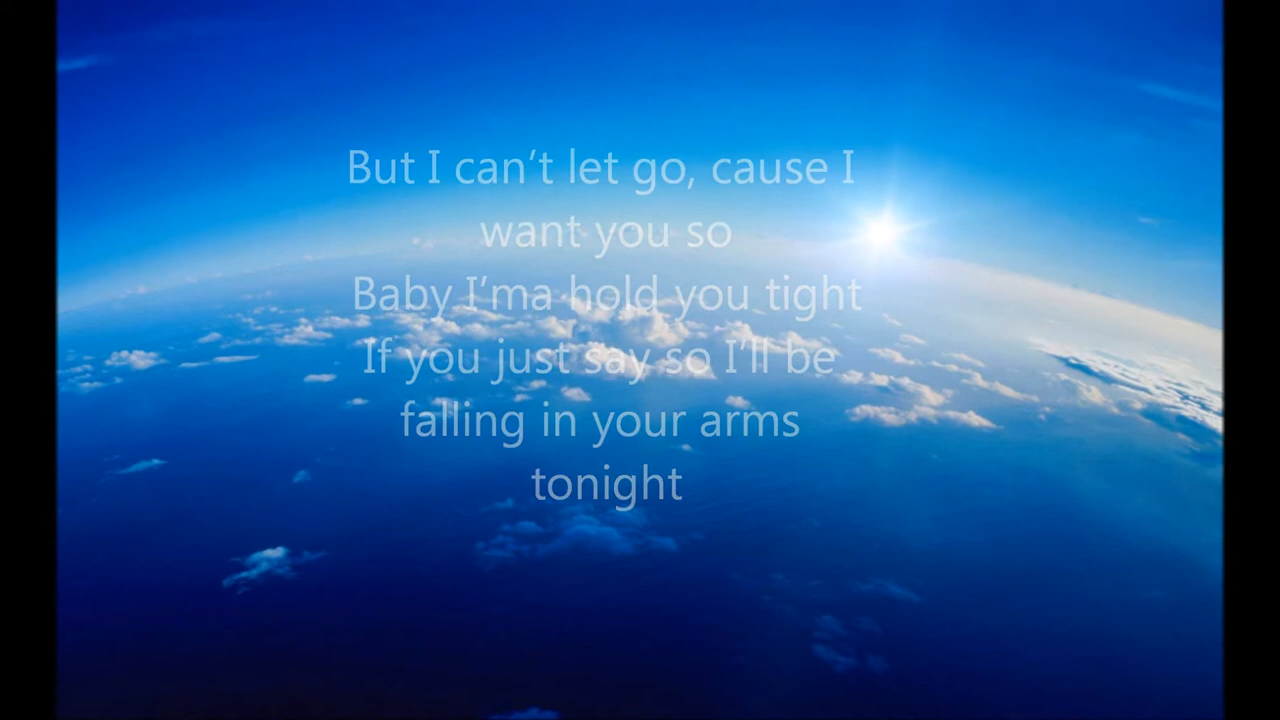 But I can’t let go, cause I
want you so
Baby I’ma hold you tight
If you just say so I’ll be
falling in your arms
tonight